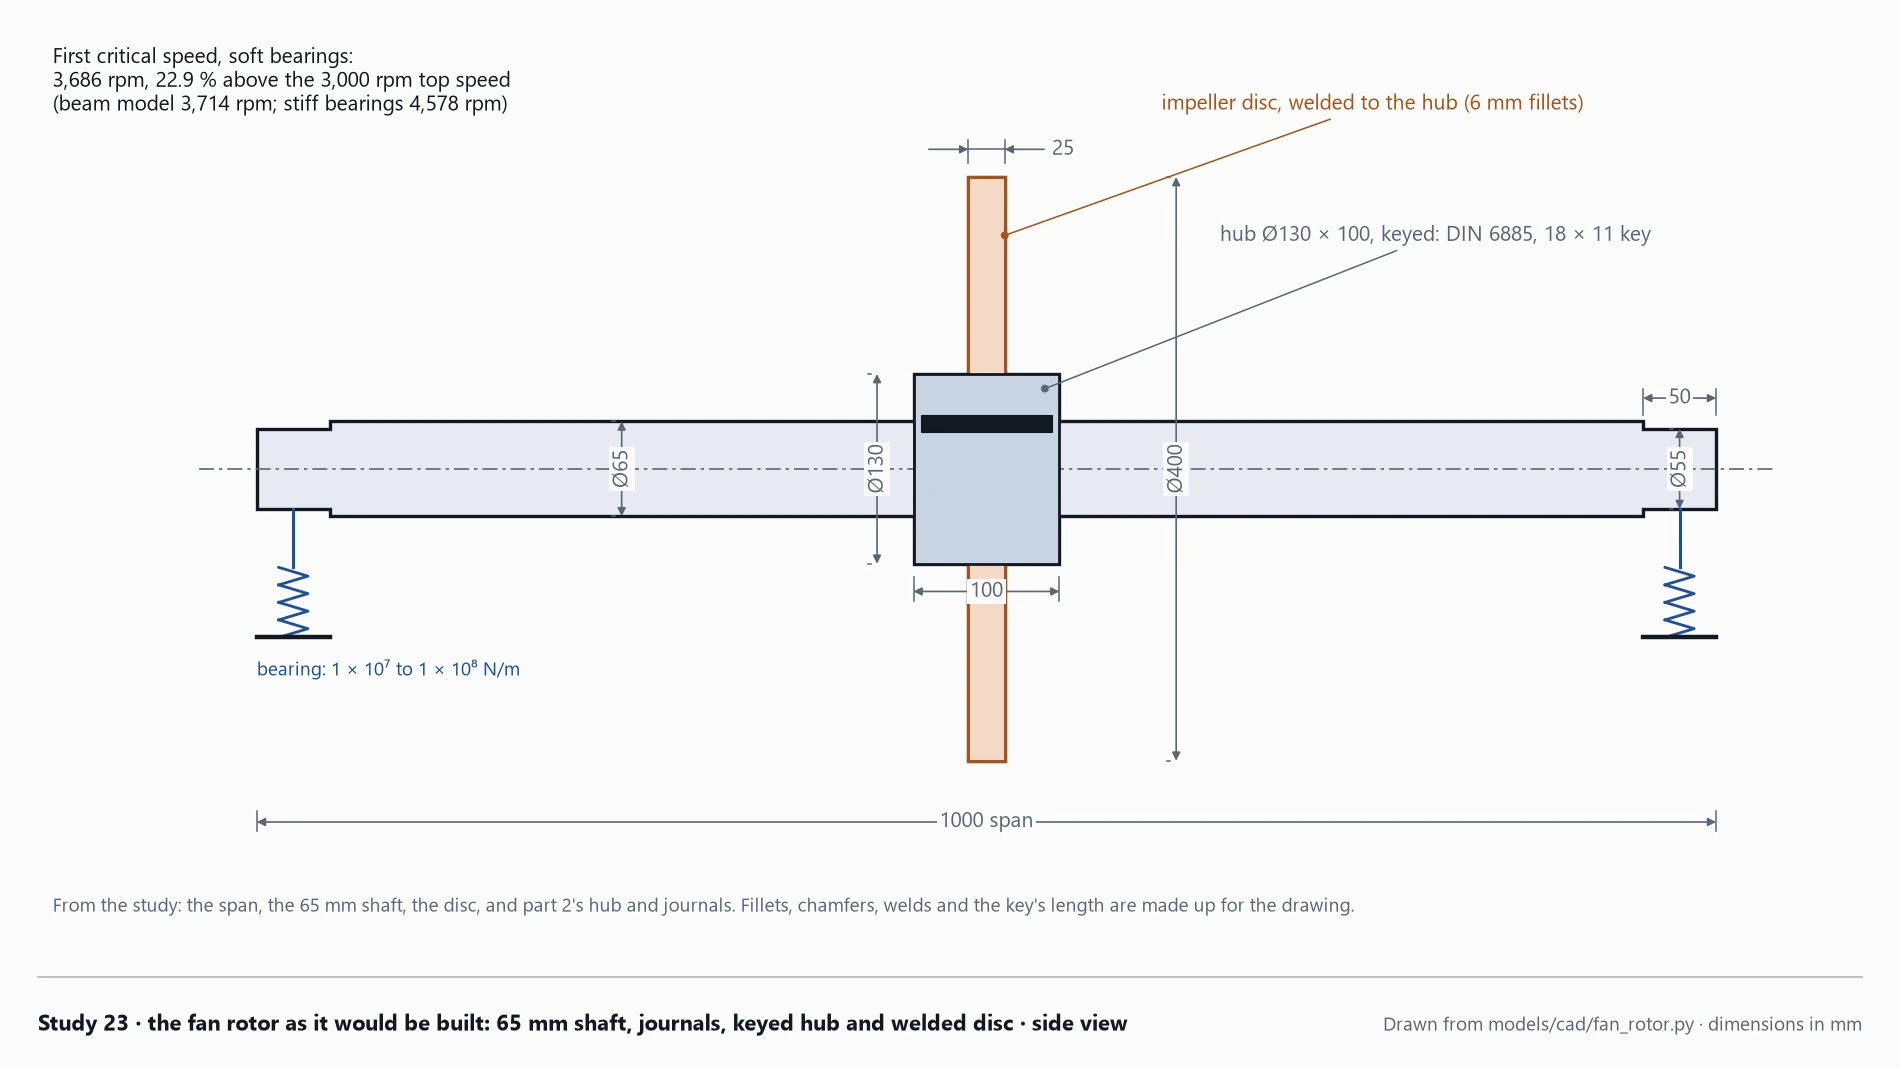 First critical speed, soft bearings:
3,686 rpm, 22.9 % above the 3,000 rpm top speed
(beam model 3,714 rpm; stiff bearings 4,578 rpm)
impeller disc, welded to the hub (6 mm fillets)
25
hub Ø130 × 100, keyed: DIN 6885, 18 × 11 key
50
Ø65
Ø130
Ø400
Ø55
100
bearing: 1 × 10⁷ to 1 × 10⁸ N/m
1000 span
From the study: the span, the 65 mm shaft, the disc, and part 2's hub and journals. Fillets, chamfers, welds and the key's length are made up for the drawing.
Study 23 · the fan rotor as it would be built: 65 mm shaft, journals, keyed hub and welded disc · side view
Drawn from models/cad/fan_rotor.py · dimensions in mm